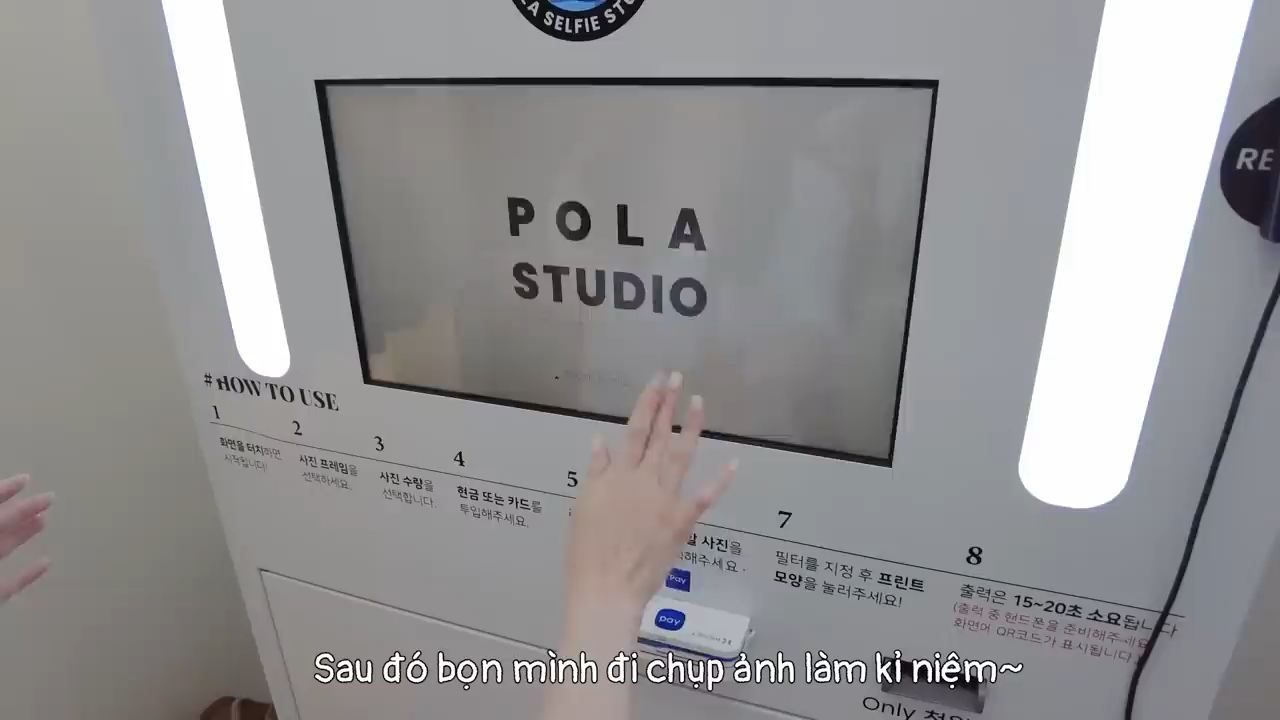 SELFIE
POLA
STUDIO
RE
# HOW TO USE
1
화면을 터치하면
시작됩니다!
2
사진 프레임을
선택하세요.
3
사진 수량을
선택합니다.
4
현금 또는 카드를
투입해주세요.
5
사진을
해주세요.
7
필터를 지정 후 프린트
모양을 눌러주세요!
8
출력은 15~20초 소요됩니다
(출력 중 핸드폰을 준비해주세요
화면에 QR코드가 표시됩니다.)
pay
pay
Only
Sau đó bọn mình đi chụp ảnh làm kỉ niệm~